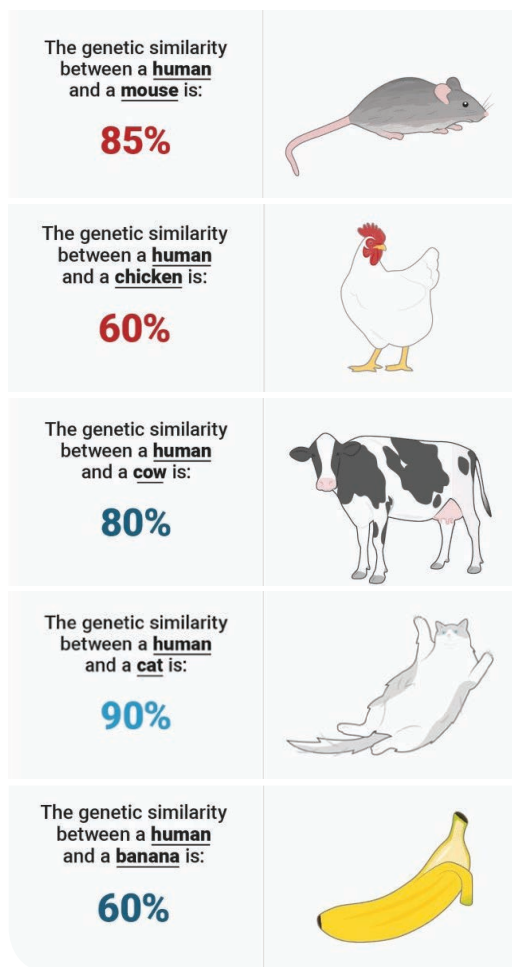 The genetic similarity
between a human
and a mouse is:
85%
The genetic similarity
between a human
and a chicken is:
60%
The genetic similarity
between a human
and a cow is:
80%
The genetic similarity
between a human
and a cat is:
90%
The genetic similarity
between a human
and a banana is:
60%